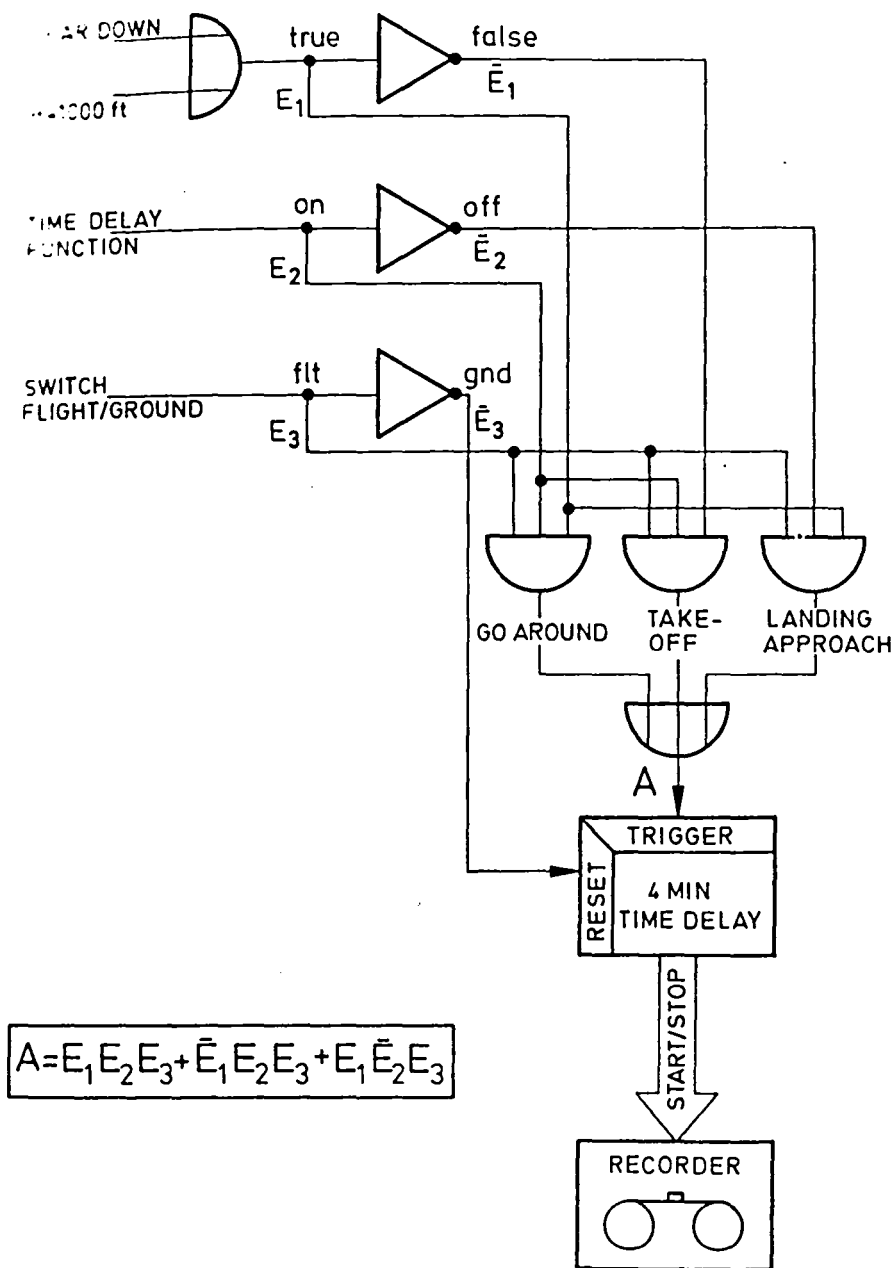 DOWN
true
false
E₁
Ē₁
ft
TIME DELAY
FUNCTION
on
off
E₂
Ē₂
SWITCH
FLIGHT/GROUND
flt
gnd
E₃
Ē₃
GO AROUND
TAKE-
OFF
LANDING
APPROACH
A
TRIGGER
RESET
4 MIN
TIME DELAY
START/STOP
A=E₁E₂E₃+Ē₁E₂E₃+E₁Ē₂E₃
RECORDER